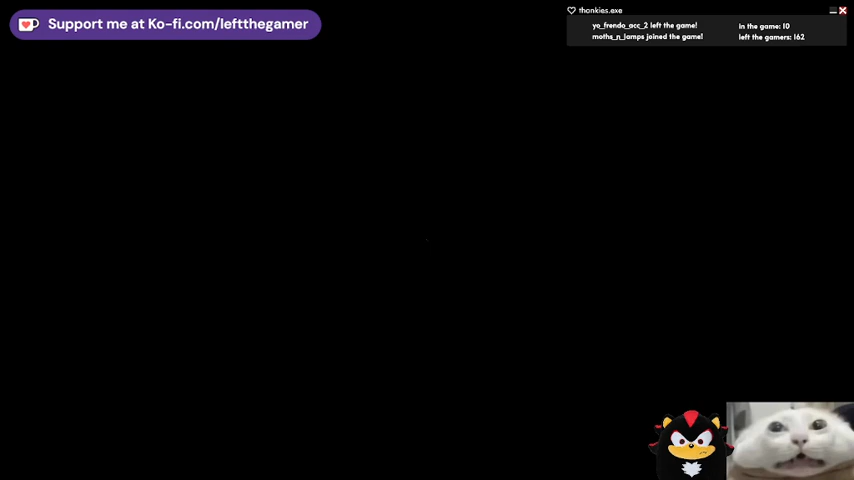 Support me at Ko-fi.com/leftthegamer
thankies.exe
yo_frendo_acc_2 left the game!
in the game: 10
moths_n_lamps joined the game!
left the gamers: 162